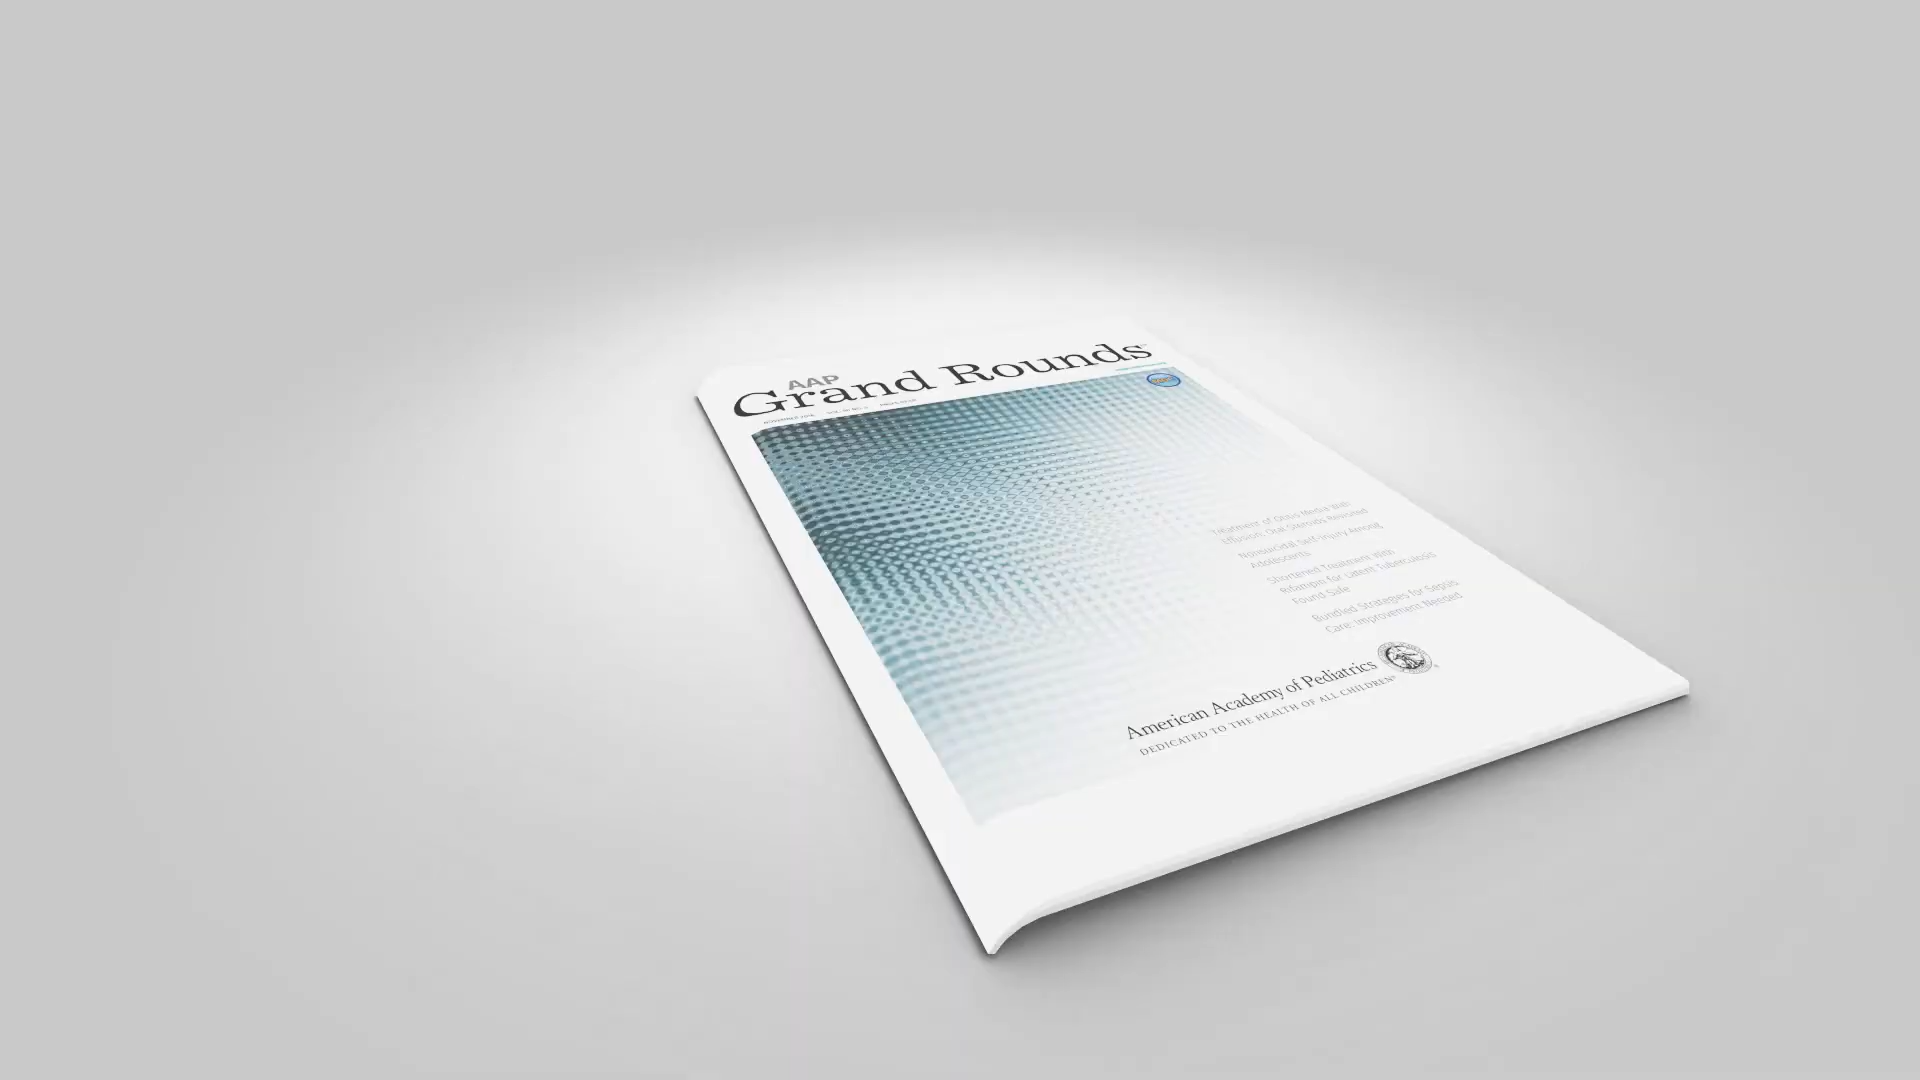 AAP
Grand Rounds
Treatment of Otitis Media With
Effusion: Oral Steroids Revisited
Nonsuicidal Self-Injury Among
Adolescents
Shortened Treatment With
Rifampin for Latent Tuberculosis
Found Safe
Bundled Strategies for Sepsis
Care: Improvement Needed
American Academy of Pediatrics
DEDICATED TO THE HEALTH OF ALL CHILDREN®